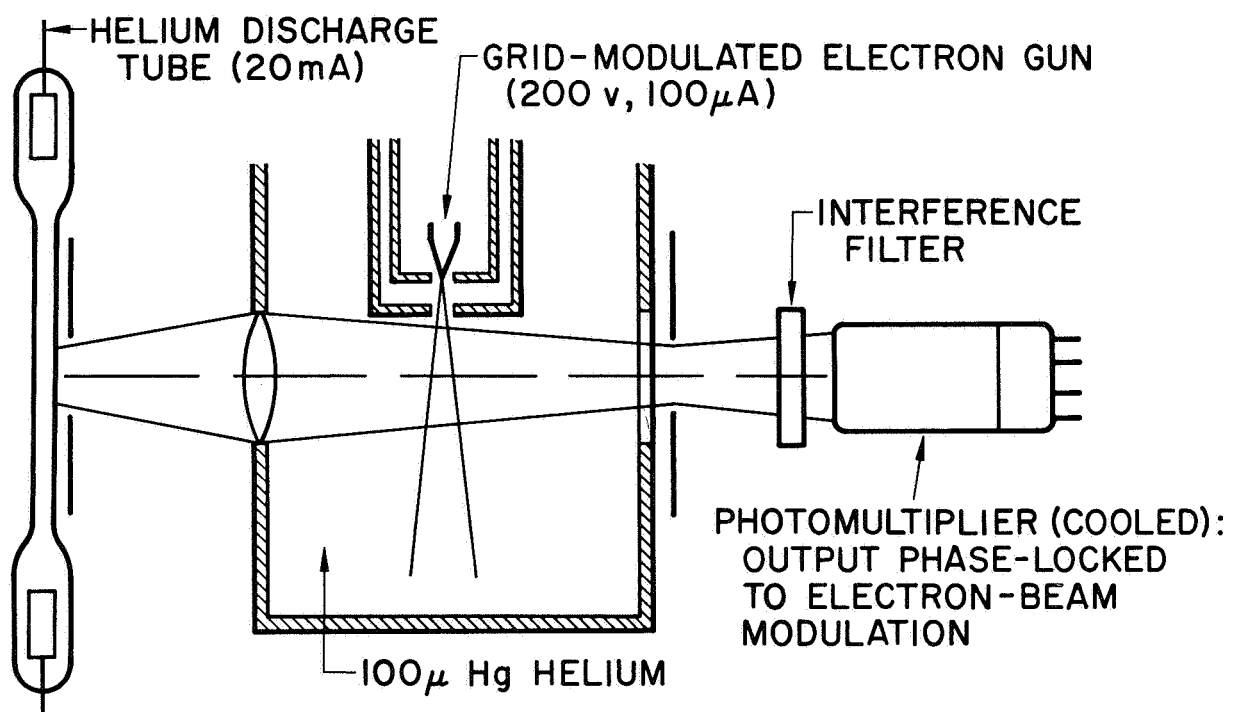 HELIUM DISCHARGE
TUBE (20mA)
GRID-MODULATED ELECTRON GUN
(200 v, 100μA)
INTERFERENCE
FILTER
PHOTOMULTIPLIER (COOLED):
OUTPUT PHASE-LOCKED
TO ELECTRON-BEAM
MODULATION
100μ Hg HELIUM